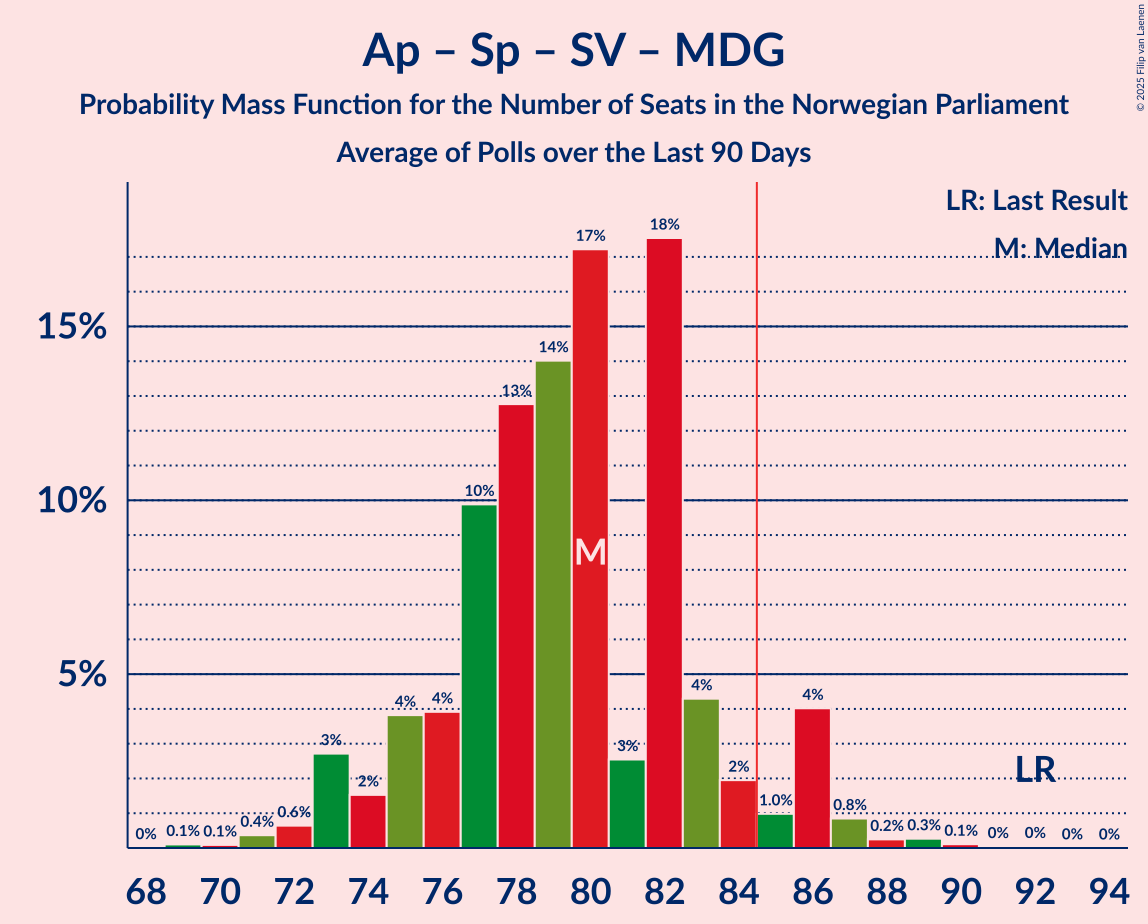 Ap – Sp – SV – MDG
Probability Mass Function for the Number of Seats in the Norwegian Parliament
Average of Polls over the Last 90 Days
© 2025 Filip van Laenen
LR: Last Result
M: Median
15%
10%
5%
0% 0.1% 0.1% 0.4% 0.6% 3% 2% 4% 4% 10% 13% 14% 17% 3% 18% 4% 2% 1.0% 4% 0.8% 0.2% 0.3% 0.1% 0% 0% 0% 0%
M
LR
68 70 72 74 76 78 80 82 84 86 88 90 92 94